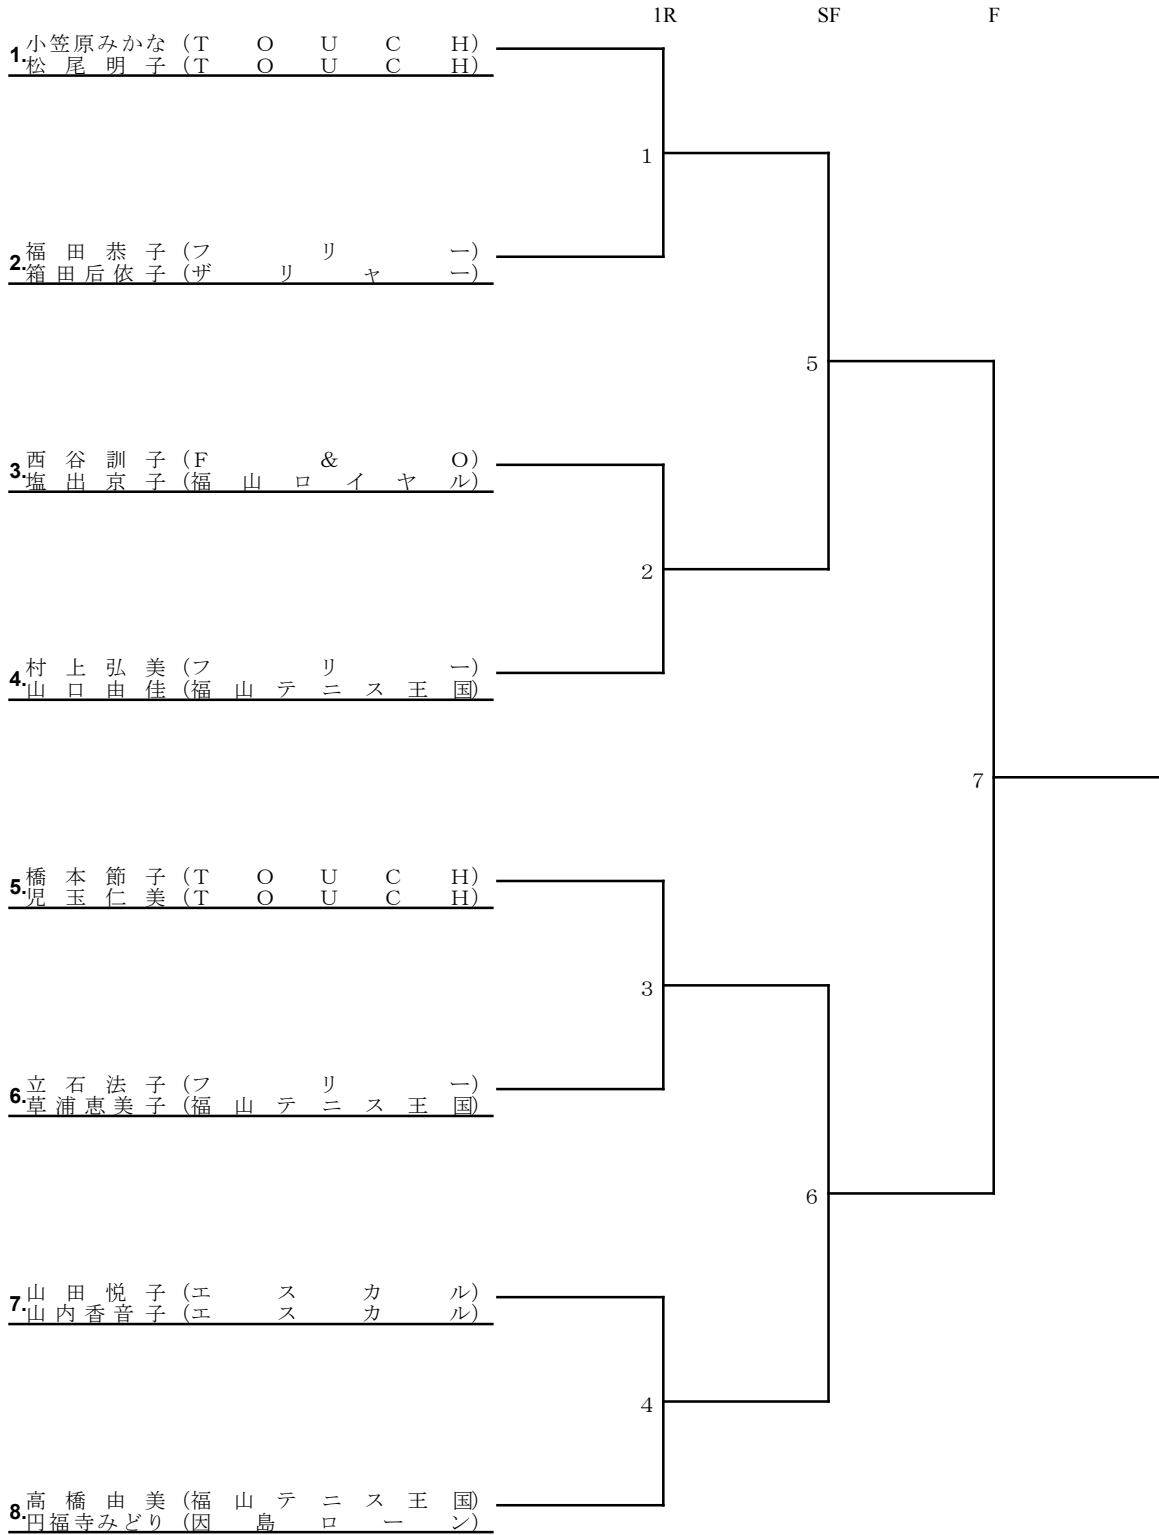 1R SF F
1. 小笠原みかな (TOUCH)
松尾明子 (TOUCH)
1
2. 福田恭子 (フリー)
箱田后依子 (ザリャー)
5
3. 西谷訓子 (F&O)
塩出京子 (福山ロイヤル)
2
4. 村上弘美 (フリー)
山口由佳 (福山テニス王国)
7
5. 橋本節子 (TOUCH)
児玉仁美 (TOUCH)
3
6. 立石法子 (フリー)
草浦恵美子 (福山テニス王国)
6
7. 山田悦子 (エスカル)
山内香音子 (エスカル)
4
8. 高橋由美 (福山テニス王国)
円福寺みどり (因島ローン)